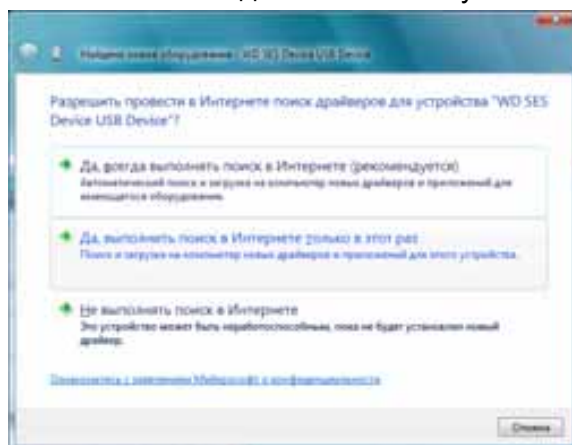 Найдено новое оборудование - WD SES Device USB Device
Разрешить провести в Интернете поиск драйверов для устройства "WD SES
Device USB Device"?
Да, всегда выполнять поиск в Интернете (рекомендуется)
Автоматический поиск и загрузка на компьютер новых драйверов и приложений для
имеющегося оборудования.
Да, выполнить поиск в Интернете только в этот раз
Поиск и загрузка на компьютер новых драйверов и приложений для этого устройства.
Не выполнять поиск в Интернете
Это устройство может быть неработоспособным, пока не будет установлен новый
драйвер.
Ознакомьтесь с заявлением Майкрософт о конфиденциальности
Отмена